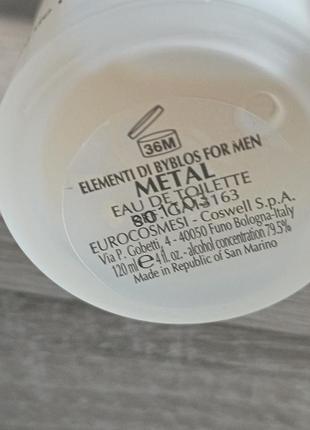 36M
ELEMENTI DI BYBLOS FOR MEN
METAL
EAU DE TOILETTE
EUROCOSMESI - Coswell S.p.A.
Via P. Gobetti, 4 - 40050 Funo Bologna-Italy
120 ml ℮ 4 fl. oz. - alcohol concentration 79.5%
Made in Republic of San Marino